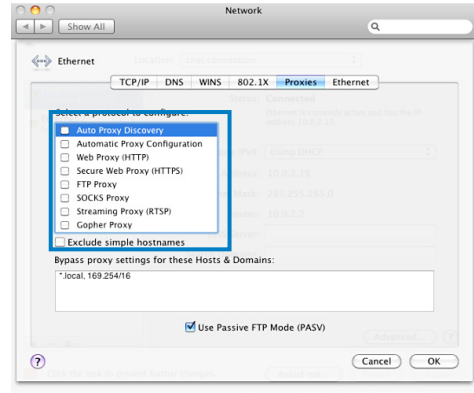 Network
Show All
Ethernet
TCP/IP DNS WINS 802.1X Proxies Ethernet
Select a protocol to configure:
Auto Proxy Discovery
Automatic Proxy Configuration
Web Proxy (HTTP)
Secure Web Proxy (HTTPS)
FTP Proxy
SOCKS Proxy
Streaming Proxy (RTSP)
Gopher Proxy
Exclude simple hostnames
Bypass proxy settings for these Hosts & Domains:
*.local, 169.254/16
Use Passive FTP Mode (PASV)
Advanced...
? Cancel OK